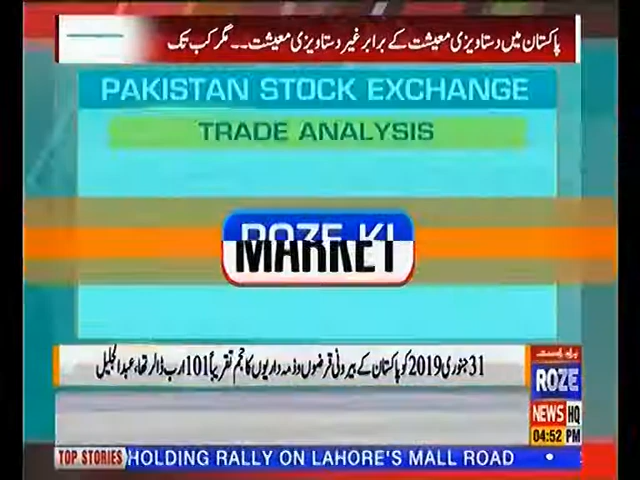 پاکستان میں دستاویزی معیشت کے برابر غیر دستاویزی معیشت۔۔ مگر کب تک
PAKISTAN STOCK EXCHANGE
TRADE ANALYSIS
ROZE KI
MARKET
31 جنوری 2019 کو پاکستان کے بیرونی قرضوں و ذمہ داریوں کا حجم تقریباً 101 ارب ڈالر تھا، عبدالجلیل
براہ راست
ROZE
NEWS HQ
04:52 PM
TOP STORIES HOLDING RALLY ON LAHORE'S MALL ROAD